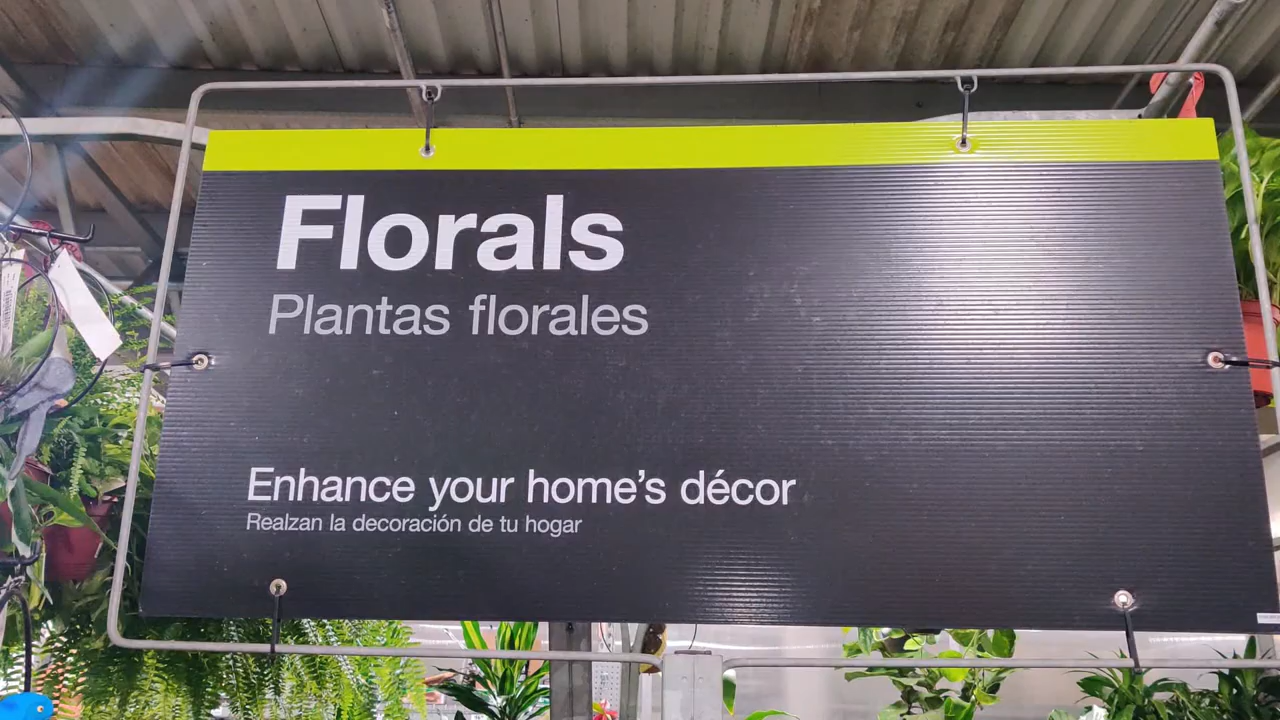 Florals
Plantas florales
Enhance your home's décor
Realzan la decoración de tu hogar